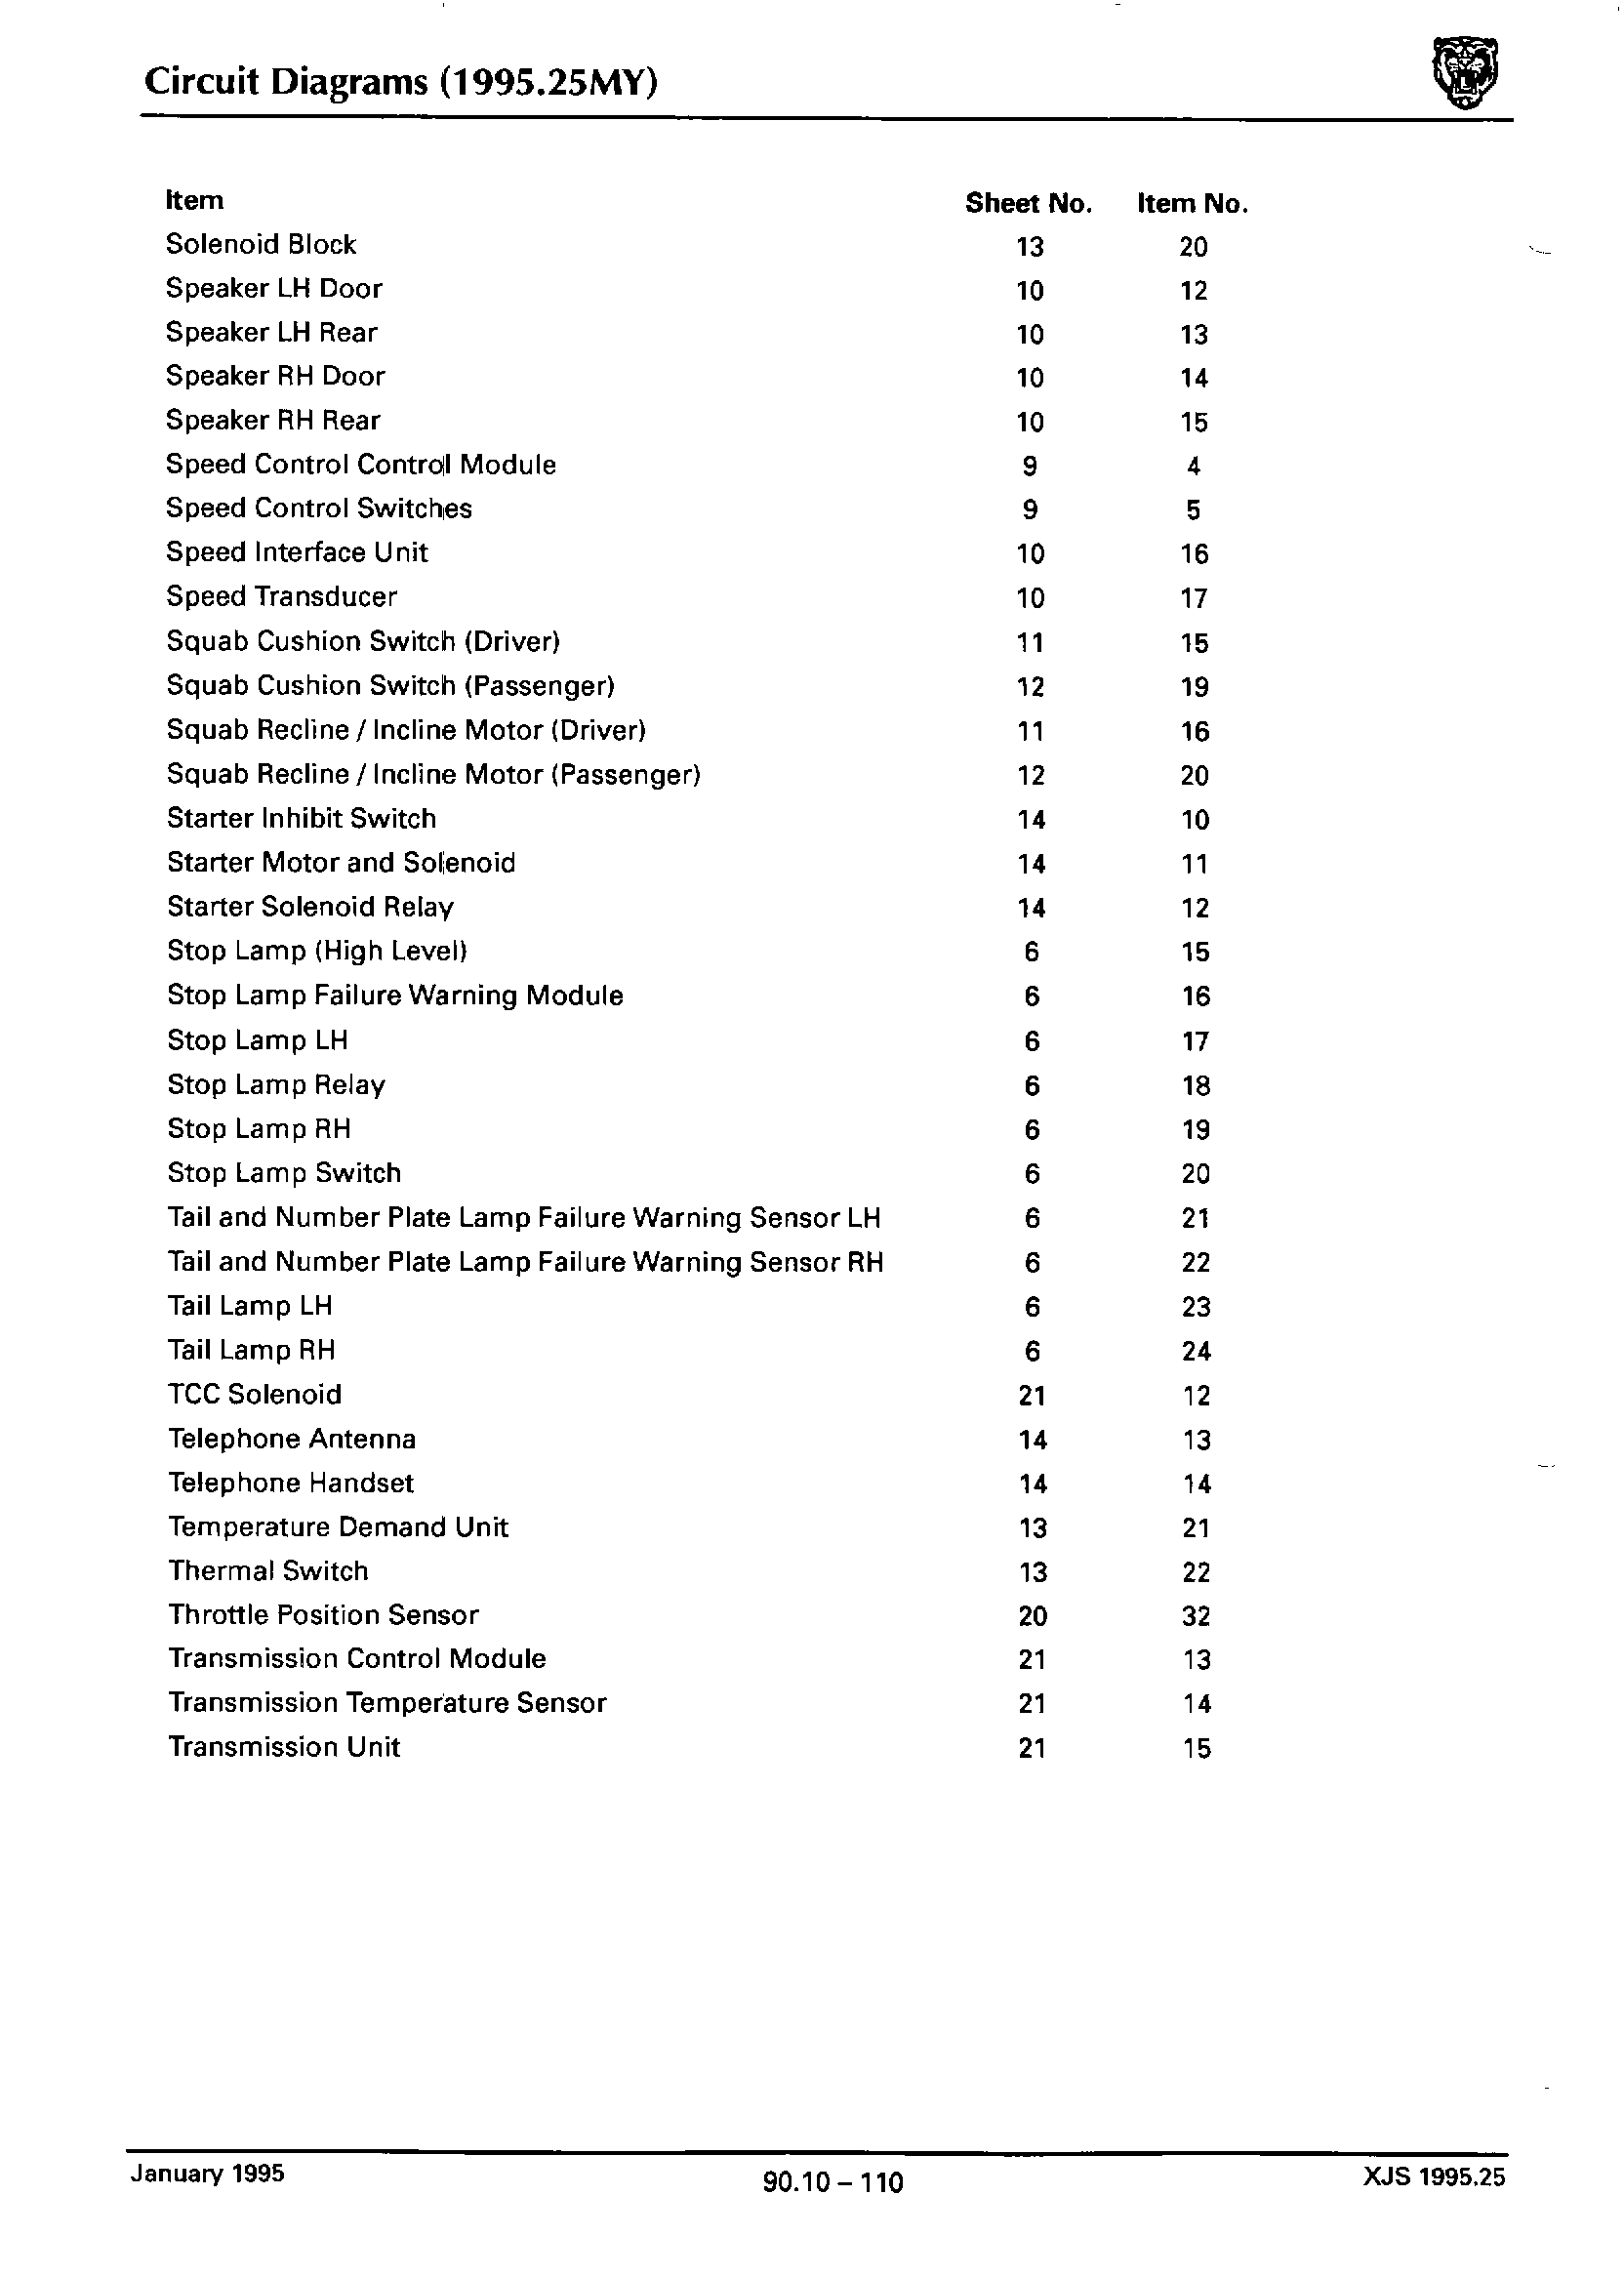 Circuit Diagrams (1995.25MY)
Item Sheet No. Item No.
Solenoid Block 13 20
Speaker LH Door 10 12
Speaker LH Rear 10 13
Speaker RH Door 10 14
Speaker RH Rear 10 15
Speed Control Control Module 9 4
Speed Control Switches 9 5
Speed Interface Unit 10 16
Speed Transducer 10 17
Squab Cushion Switch (Driver) 11 15
Squab Cushion Switch (Passenger) 12 19
Squab Recline / Incline Motor (Driver) 11 16
Squab Recline / Incline Motor (Passenger) 12 20
Starter Inhibit Switch 14 10
Starter Motor and Solenoid 14 11
Starter Solenoid Relay 14 12
Stop Lamp (High Level) 6 15
Stop Lamp Failure Warning Module 6 16
Stop Lamp LH 6 17
Stop Lamp Relay 6 18
Stop Lamp RH 6 19
Stop Lamp Switch 6 20
Tail and Number Plate Lamp Failure Warning Sensor LH 6 21
Tail and Number Plate Lamp Failure Warning Sensor RH 6 22
Tail Lamp LH 6 23
Tail Lamp RH 6 24
TCC Solenoid 21 12
Telephone Antenna 14 13
Telephone Handset 14 14
Temperature Demand Unit 13 21
Thermal Switch 13 22
Throttle Position Sensor 20 32
Transmission Control Module 21 13
Transmission Temperature Sensor 21 14
Transmission Unit 21 15
January 1995 90.10 – 110 XJS 1995.25